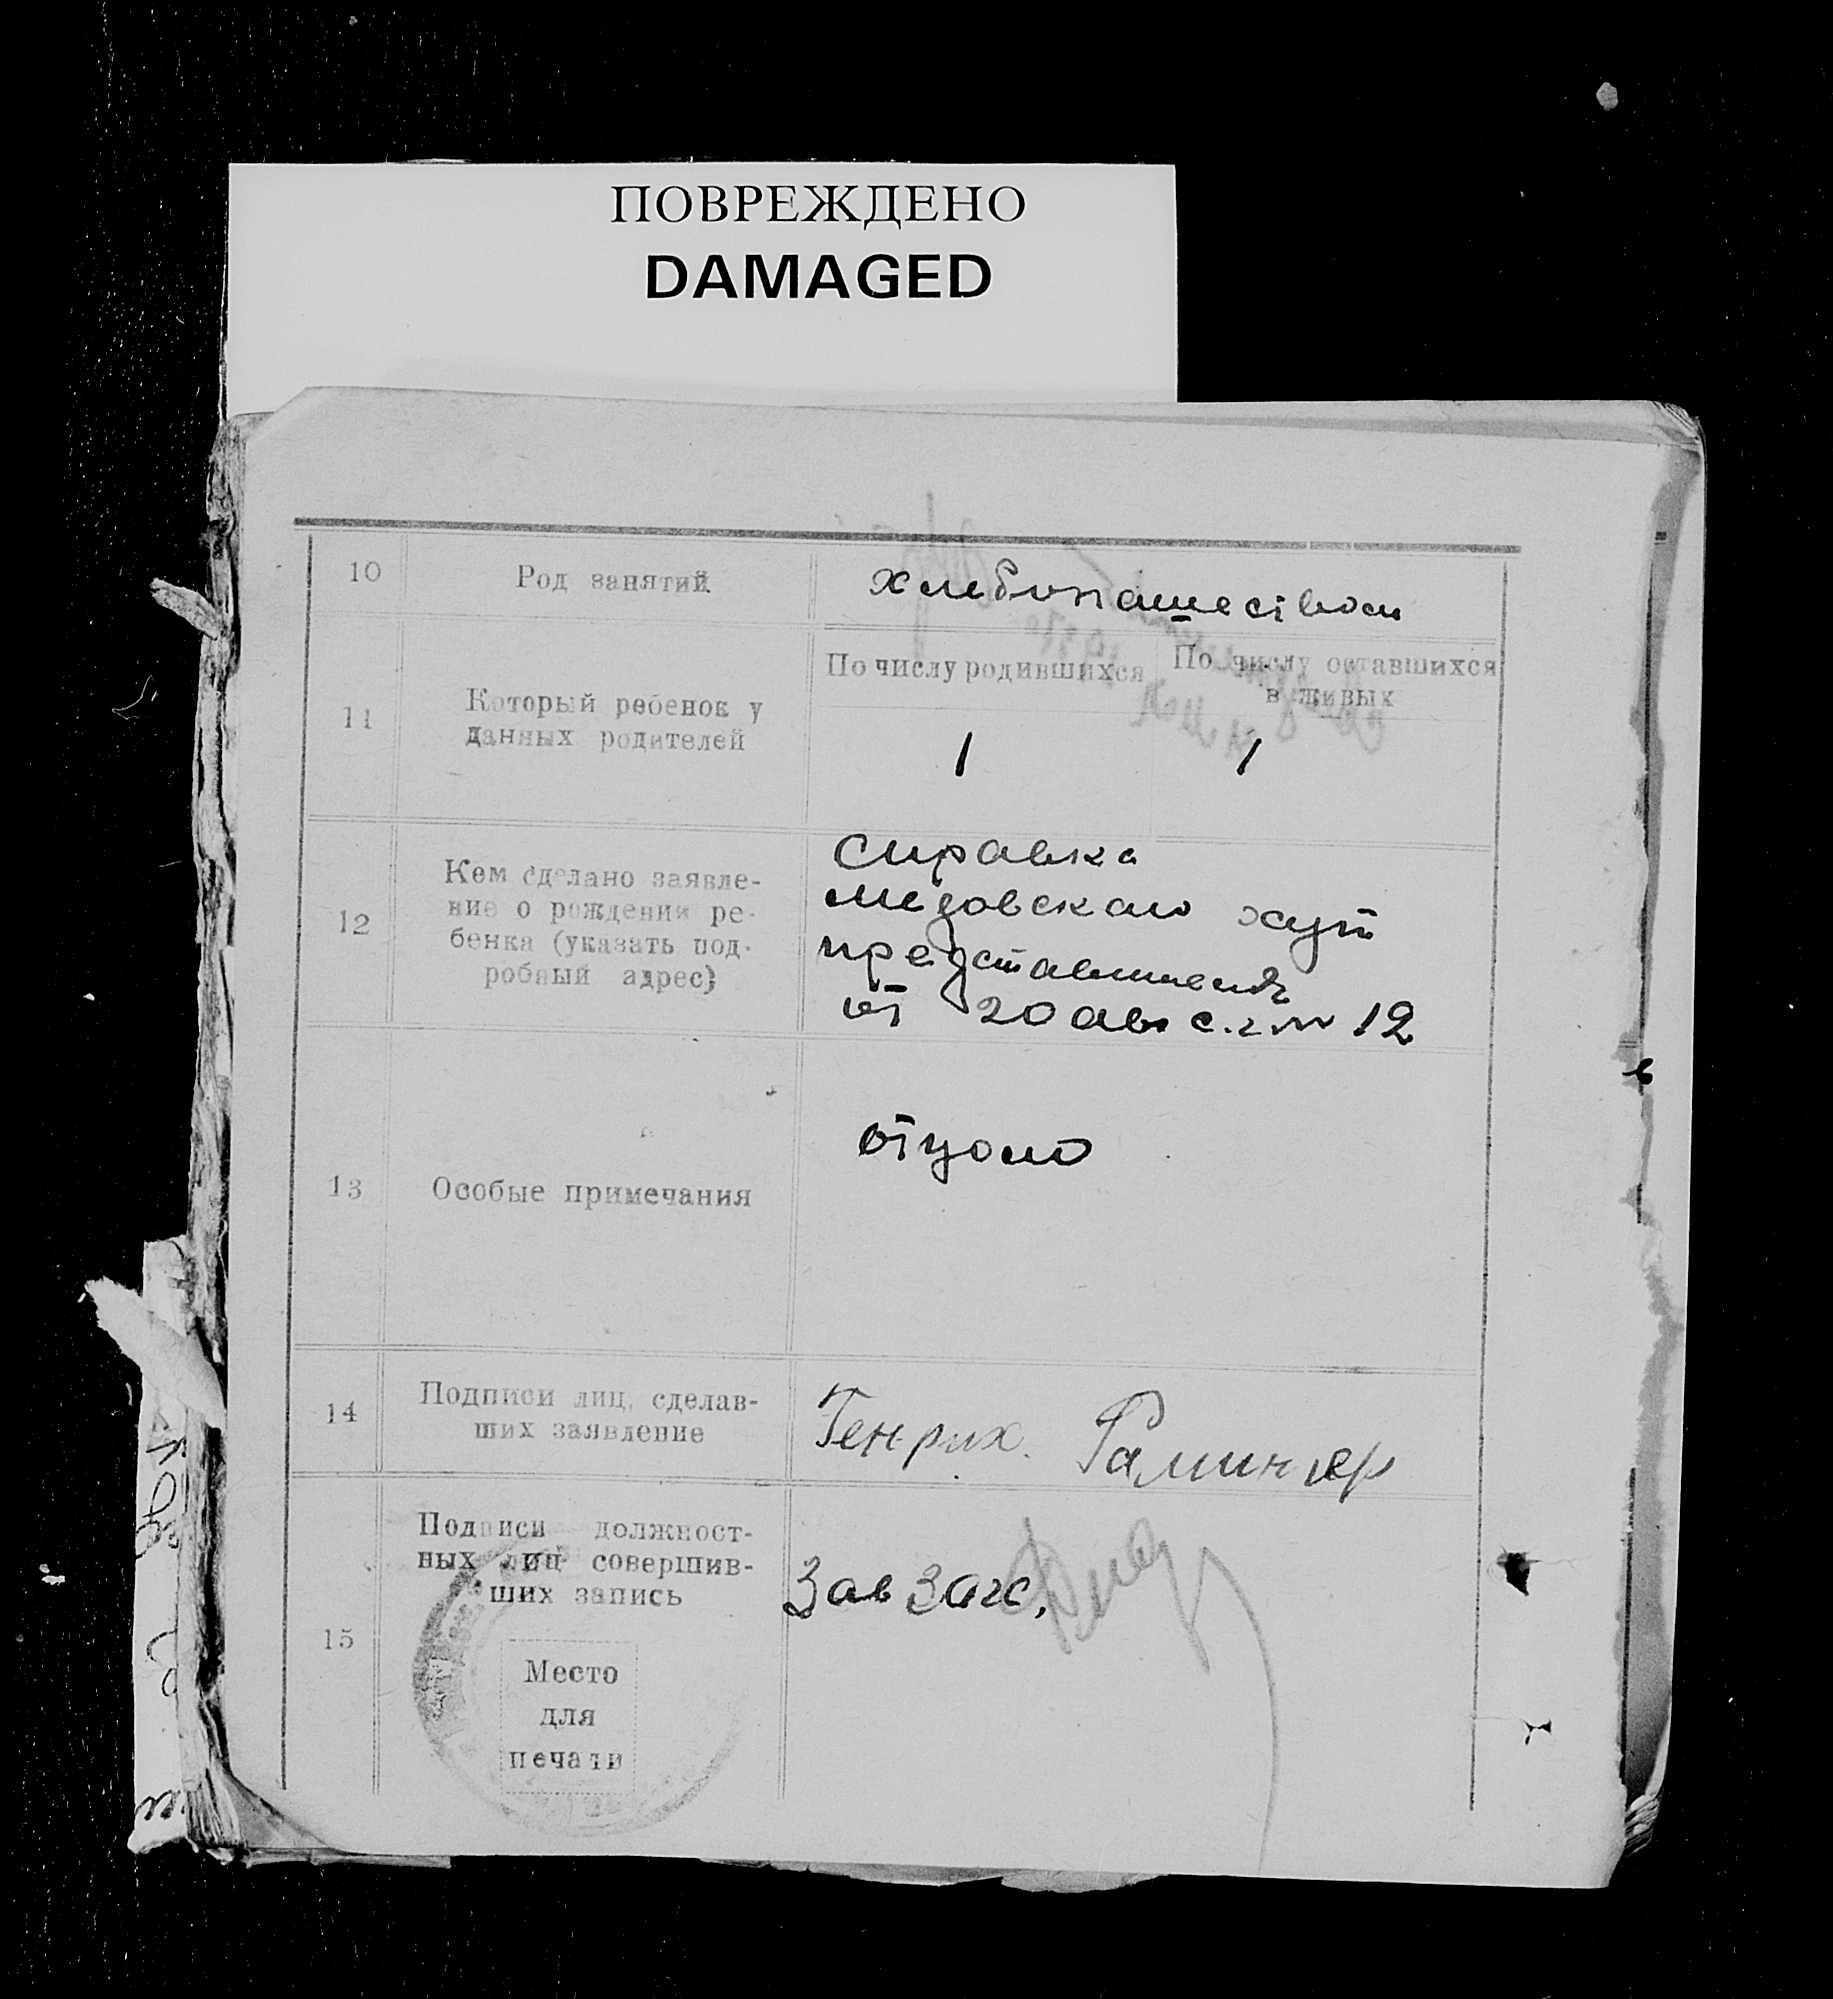 ПОВРЕЖДЕНО
DAMAGED
10
Род занятий
хлебопашество
11
Который ребенок у
данных родителей
По числу родившихся
По числу оставшихся
в живых
1
1
12
Кем сделано заявле-
ние о рождении ре-
бенка (указать под-
робный адрес)
справка
хут
от 20 авг с.г. № 12
13
Особые примечания
отцом
14
Подписи лиц, сделав-
ших заявление
Генрих.
15
Подписи должност-
ных лиц совершив-
ших запись
Зав Загс.
Место
для
печати